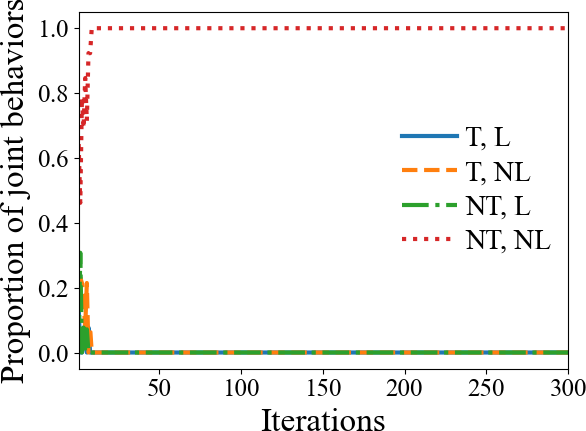 Proportion of joint behaviors
1.0
0.8
0.6
0.4
0.2
0.0
T, L
T, NL
NT, L
NT, NL
50 100 150 200 250 300
Iterations